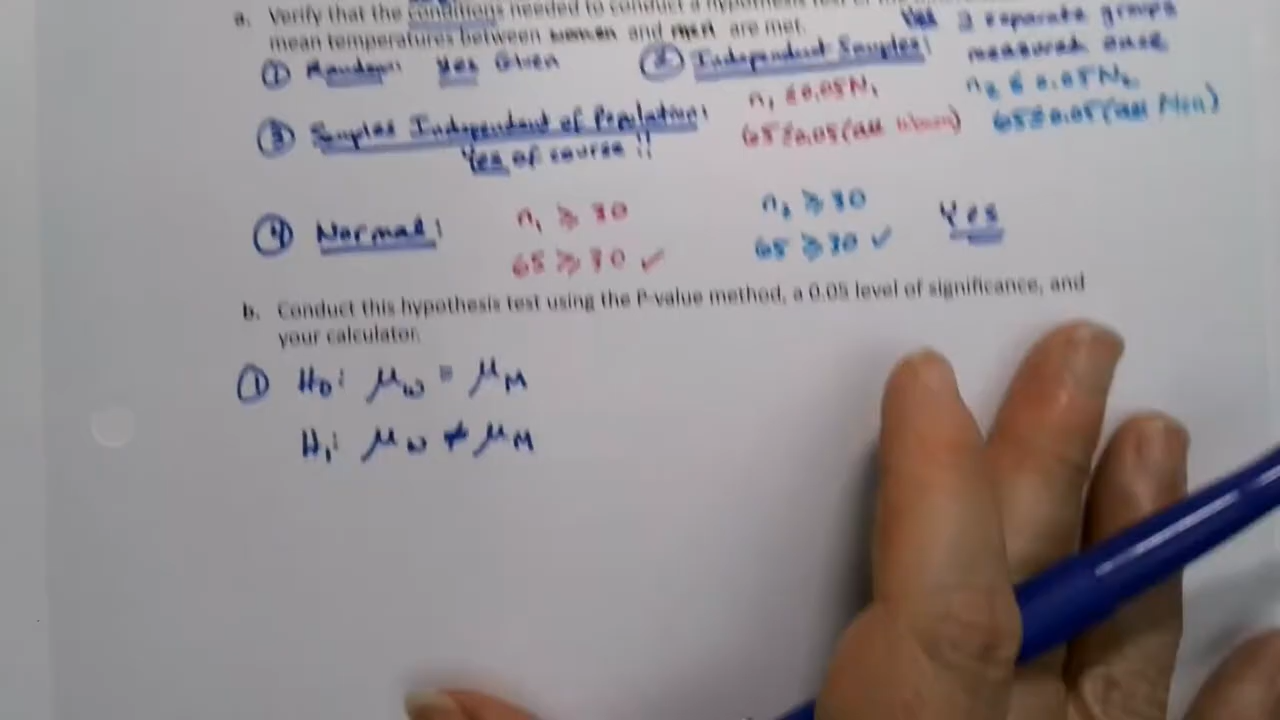 a. Verify that the conditions needed to conduct a hypothesis test
mean temperatures between women and men are met.
Yes 2 separate groups
measured once
① Random: Yes Given
② Independent Samples:
③ Samples Independent of Population:
Yes of course !!
n₁ ≤ 0.05N₁
65 ≤ 0.05(all Women)
n₂ ≤ 0.05N₂
65 ≤ 0.05(all Men)
④ Normal:
n₁ ≥ 30
65 ≥ 30 ✓
n₂ ≥ 30
65 ≥ 30 ✓
Yes
b. Conduct this hypothesis test using the P-value method, a 0.05 level of significance, and
your calculator.
① H₀: μw = μM
H₁: μw ≠ μM